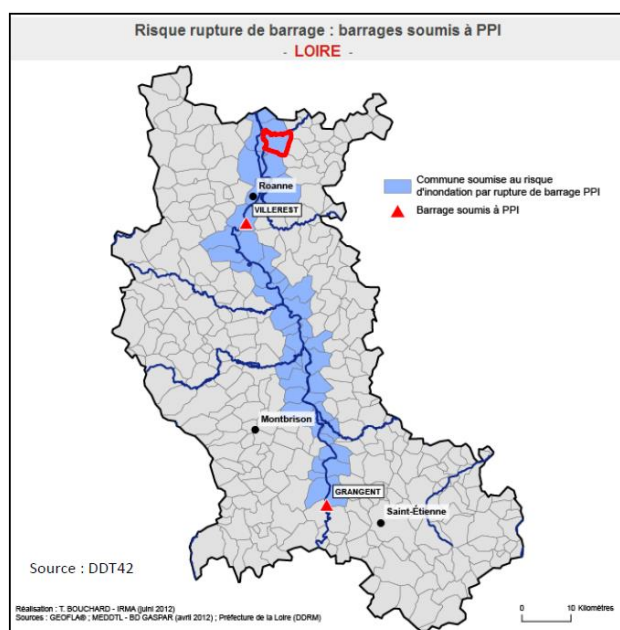 Risque rupture de barrage : barrages soumis à PPI
- LOIRE -
Roanne
VILLEREST
Commune soumise au risque
d'inondation par rupture de barrage PPI
Barrage soumis à PPI
Montbrison
GRANGENT
Saint-Étienne
Source : DDT42
Réalisation : T. BOUCHARD - IRMA (juini 2012)
Sources : GEOFLA® ; MEDDTL - BD GASPAR (avril 2012) ; Préfecture de la Loire (DDRM)
0 10 Kilomètres